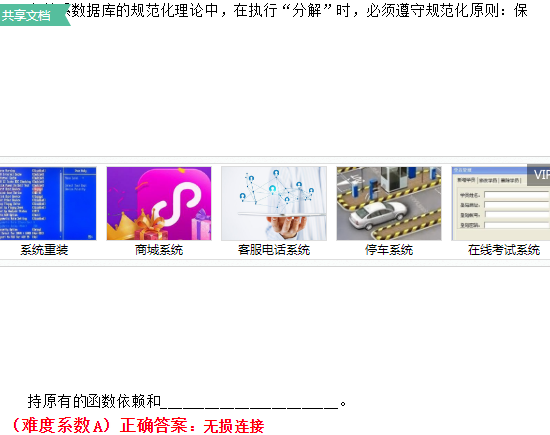 共享文档
系数据库的规范化理论中，在执行“分解”时，必须遵守规范化原则：保
VIP
系统重装
商城系统
客服电话系统
停车系统
在线考试系统
持原有的函数依赖和________________________。
（难度系数A）正确答案：无损连接